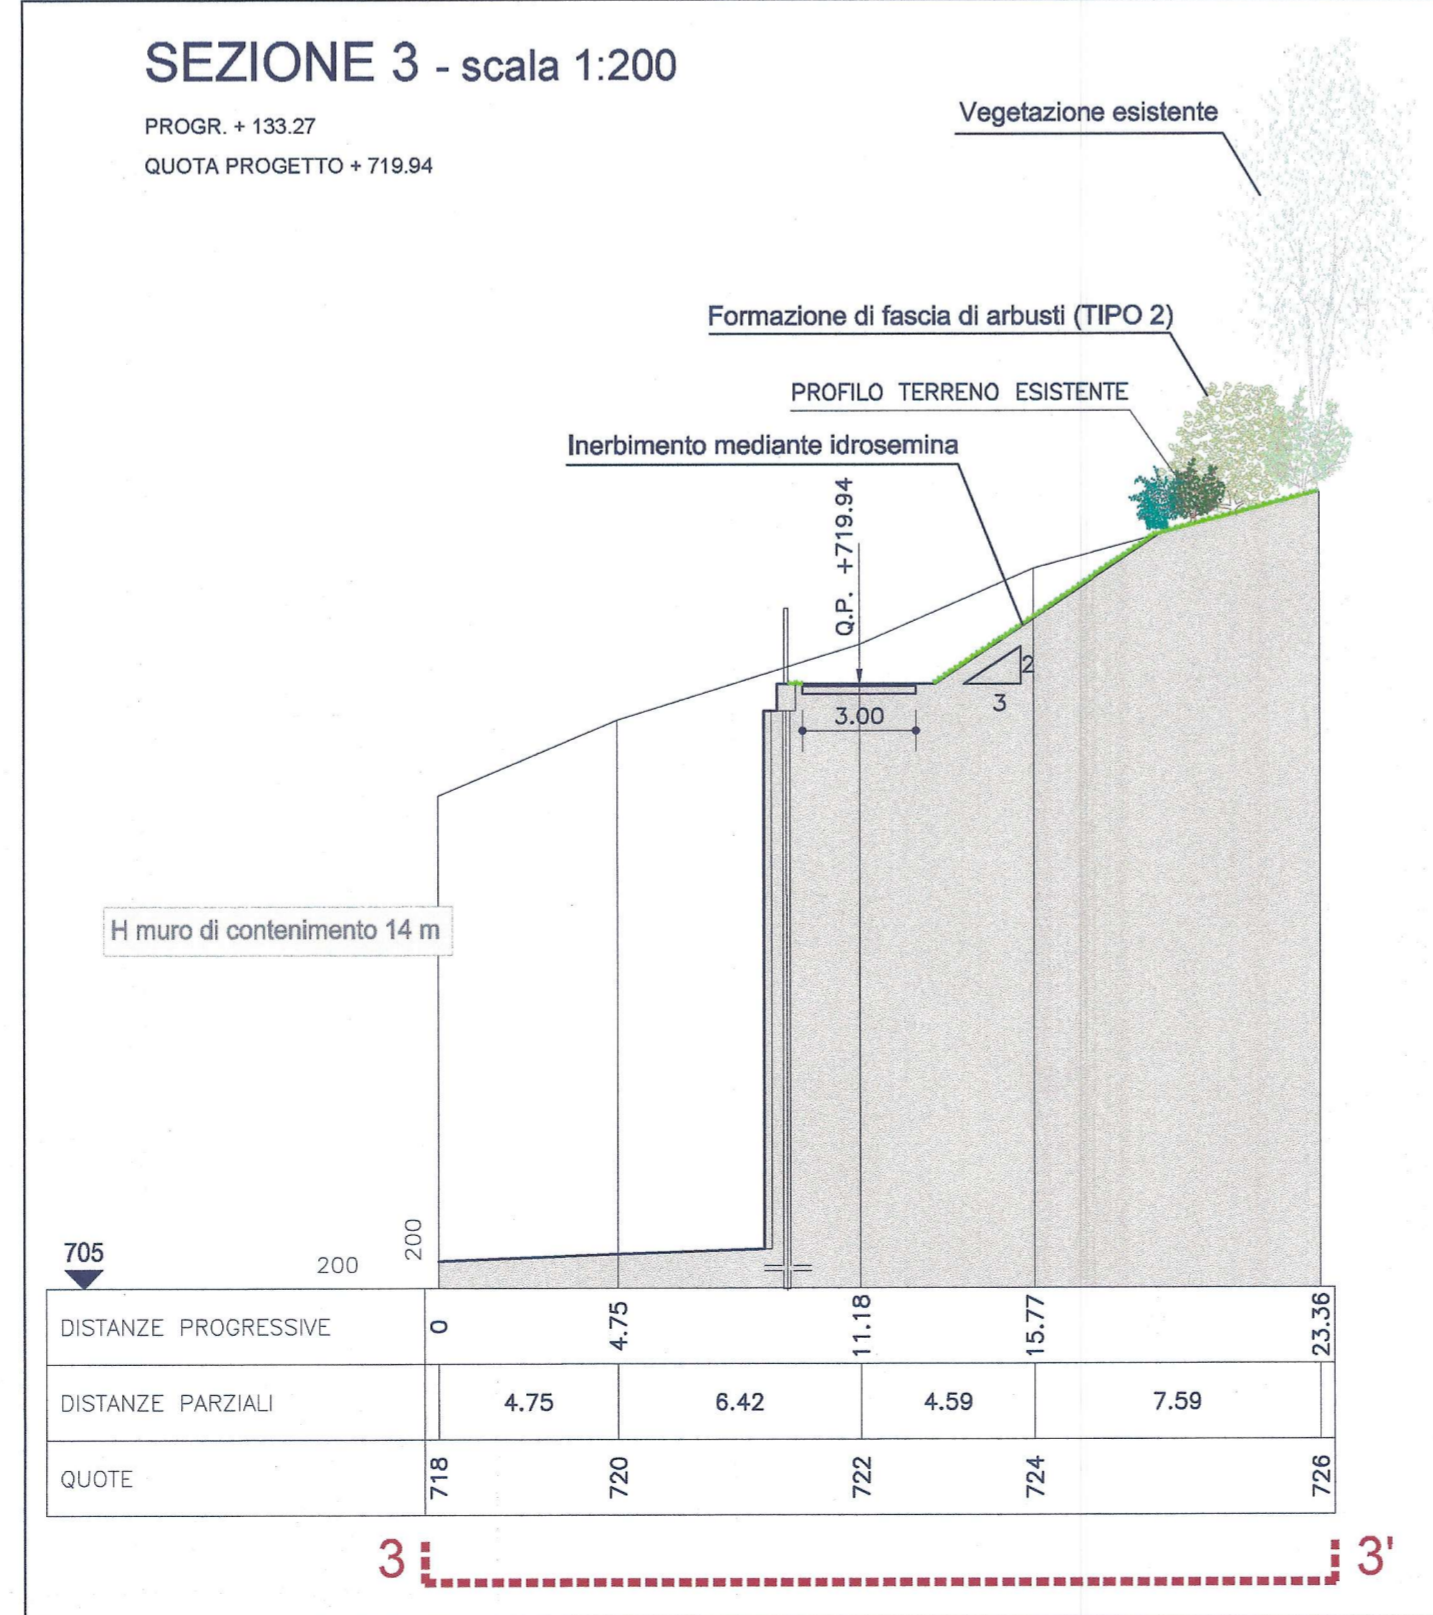 SEZIONE 3 - scala 1:200
PROGR. + 133.27
QUOTA PROGETTO + 719.94
Vegetazione esistente
Formazione di fascia di arbusti (TIPO 2)
PROFILO TERRENO ESISTENTE
Inerbimento mediante idrosemina
Q.P. +719.94
2
3
3.00
H muro di contenimento 14 m
705
200
200
DISTANZE PROGRESSIVE 0 4.75 11.18 15.77 23.36
DISTANZE PARZIALI 4.75 6.42 4.59 7.59
QUOTE 718 720 722 724 726
3 3'